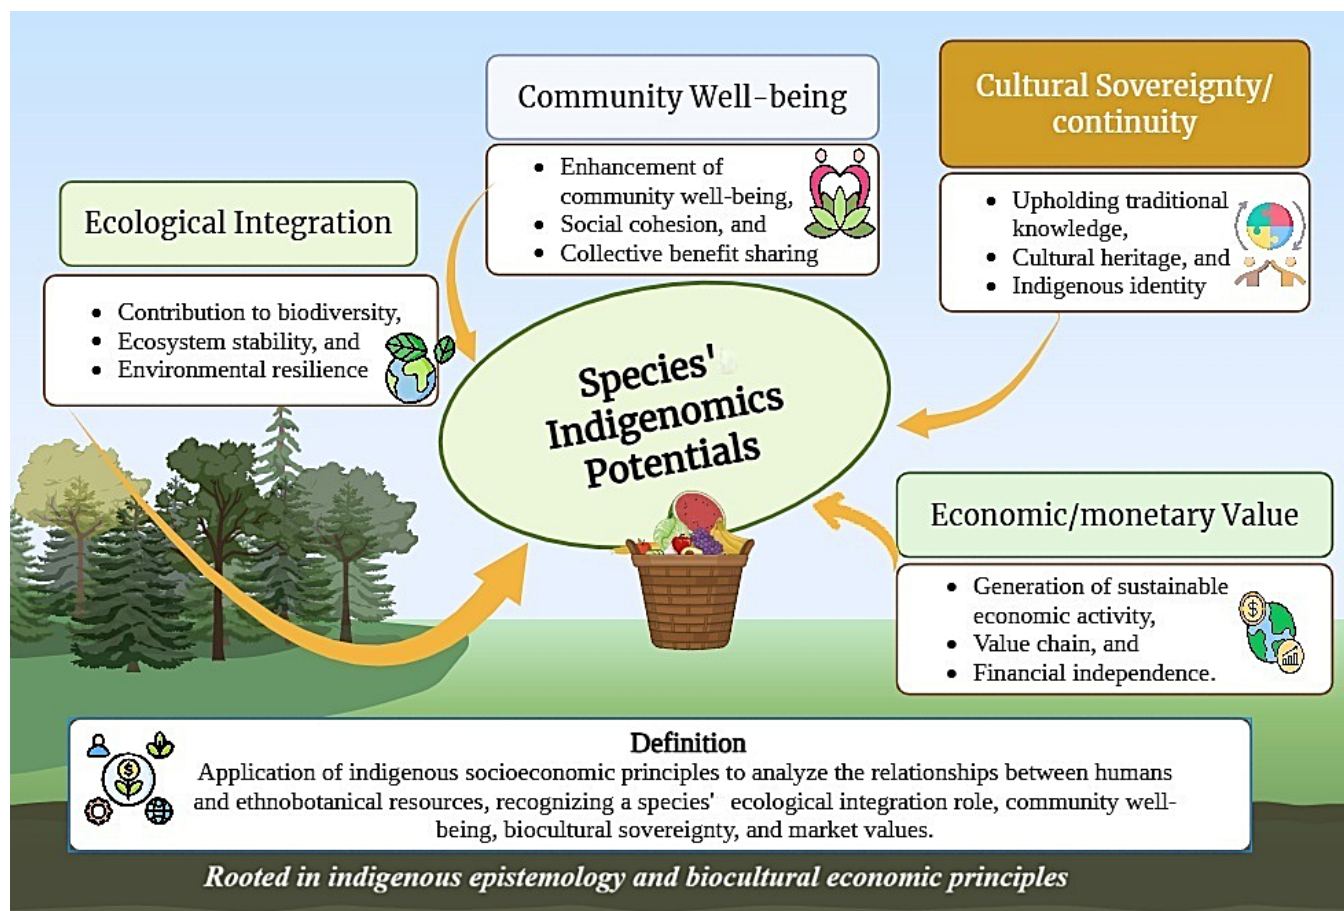 Community Well-being
• Enhancement of
community well-being,
• Social cohesion, and
• Collective benefit sharing
Cultural Sovereignty/
continuity
• Upholding traditional
knowledge,
• Cultural heritage, and
• Indigenous identity
Ecological Integration
• Contribution to biodiversity,
• Ecosystem stability, and
• Environmental resilience
Species'
Indigenomics
Potentials
Economic/monetary Value
• Generation of sustainable
economic activity,
• Value chain, and
• Financial independence.
Definition
Application of indigenous socioeconomic principles to analyze the relationships between humans
and ethnobotanical resources, recognizing a species' ecological integration role, community well-
being, biocultural sovereignty, and market values.
Rooted in indigenous epistemology and biocultural economic principles